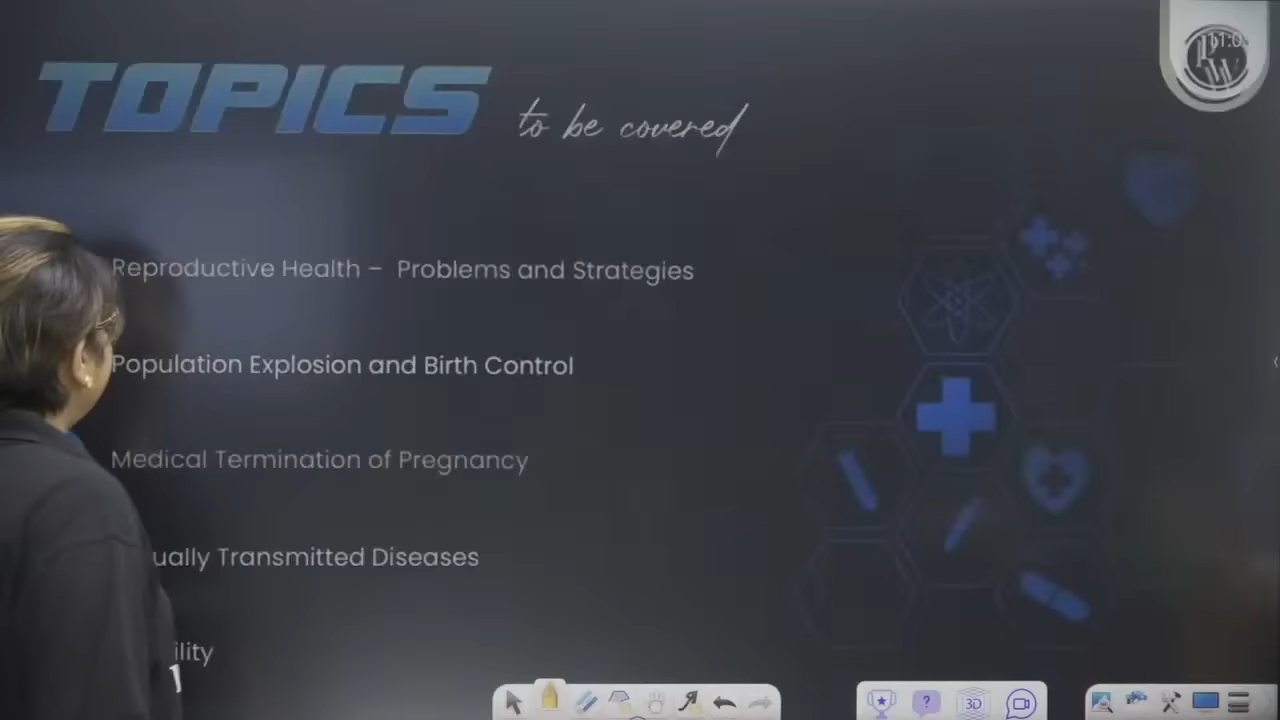 TOPICS to be covered
Reproductive Health – Problems and Strategies
Population Explosion and Birth Control
Medical Termination of Pregnancy
ually Transmitted Diseases
ility
3D